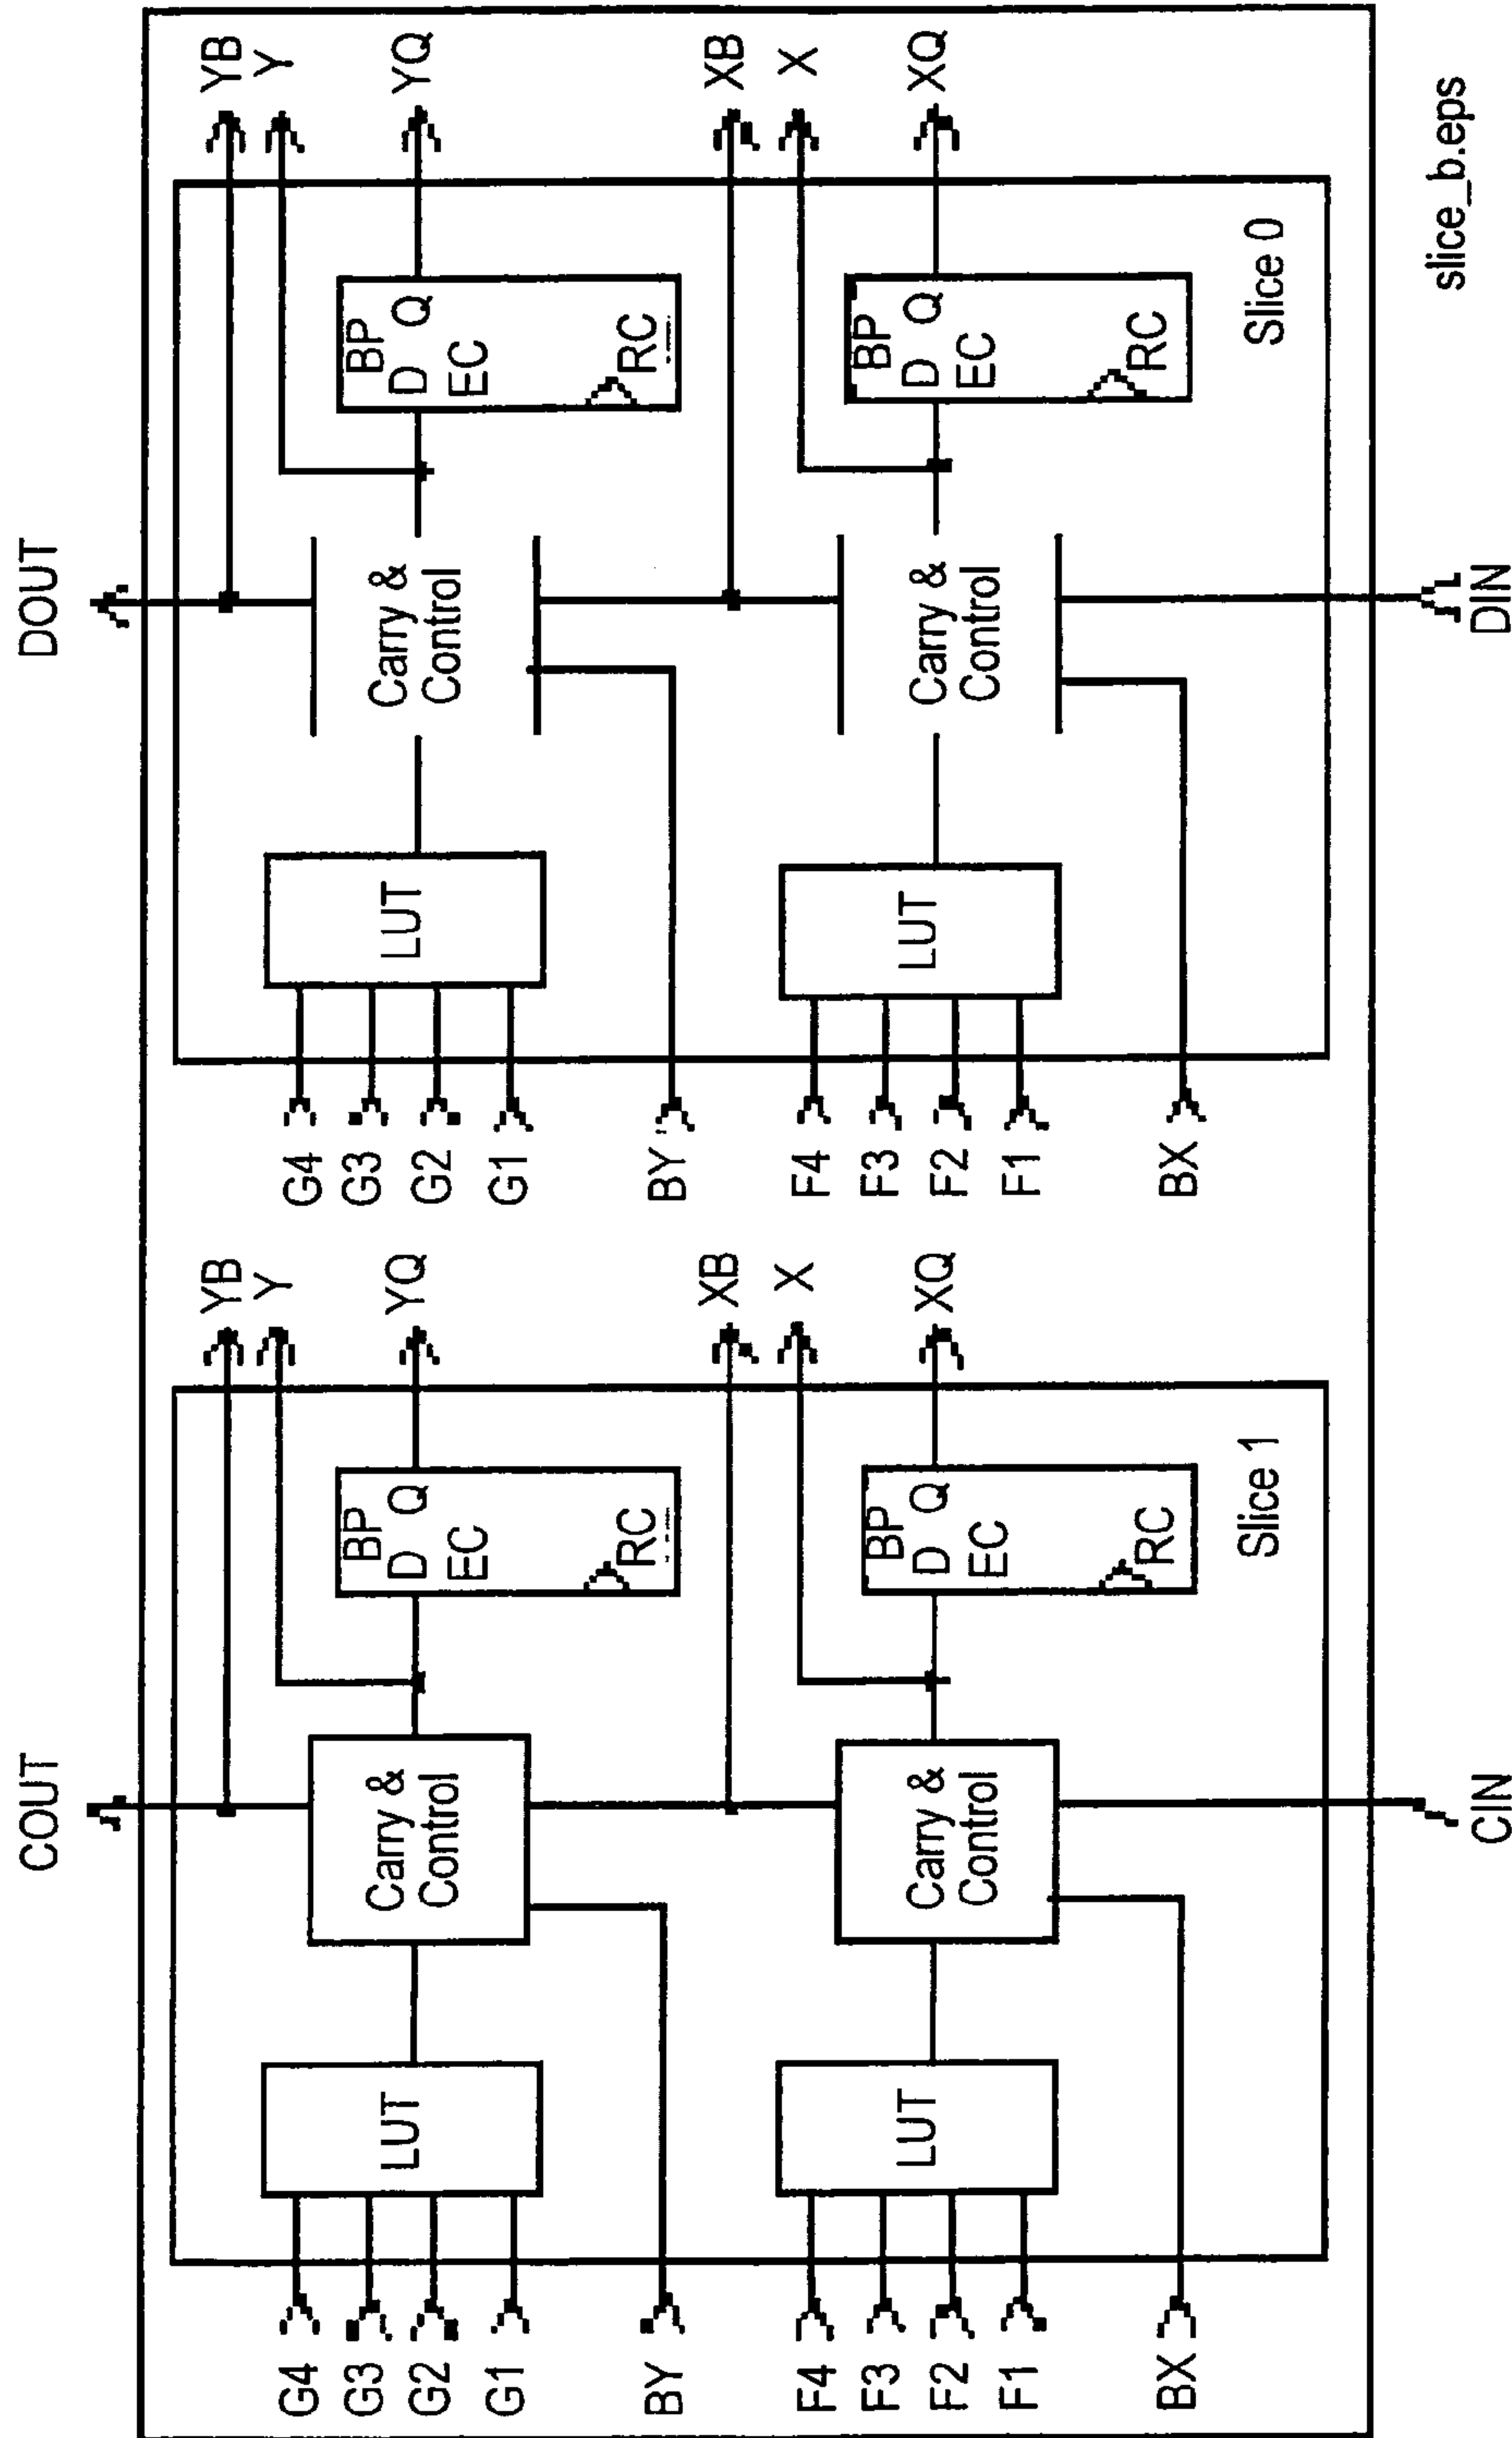 COUT
DOUT
YB
Y
YB
Y
G4
G3
G2
G1
LUT
Carry &
Control
BP
D Q
EC
RC
YQ
G4
G3
G2
G1
LUT
Carry &
Control
BP
D Q
EC
RC
YQ
BY
XB
X
BY
XB
X
F4
F3
F2
F1
LUT
Carry &
Control
BP
D Q
EC
RC
XQ
F4
F3
F2
F1
LUT
Carry &
Control
BP
D Q
EC
RC
XQ
BX
Slice 1
BX
Slice 0
CIN
DIN
slice_b.eps